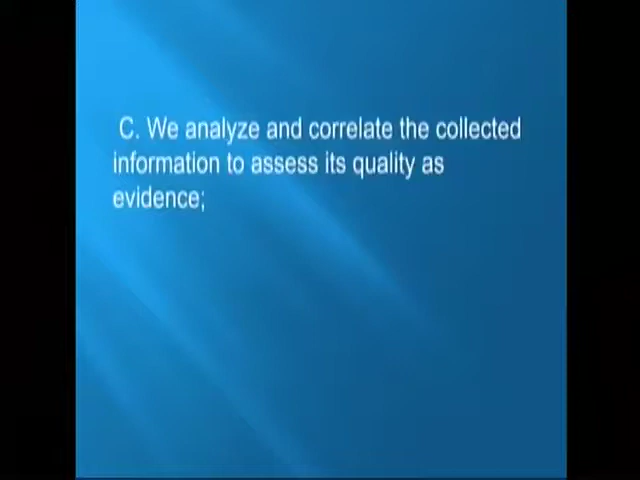 C. We analyze and correlate the collected
information to assess its quality as
evidence;